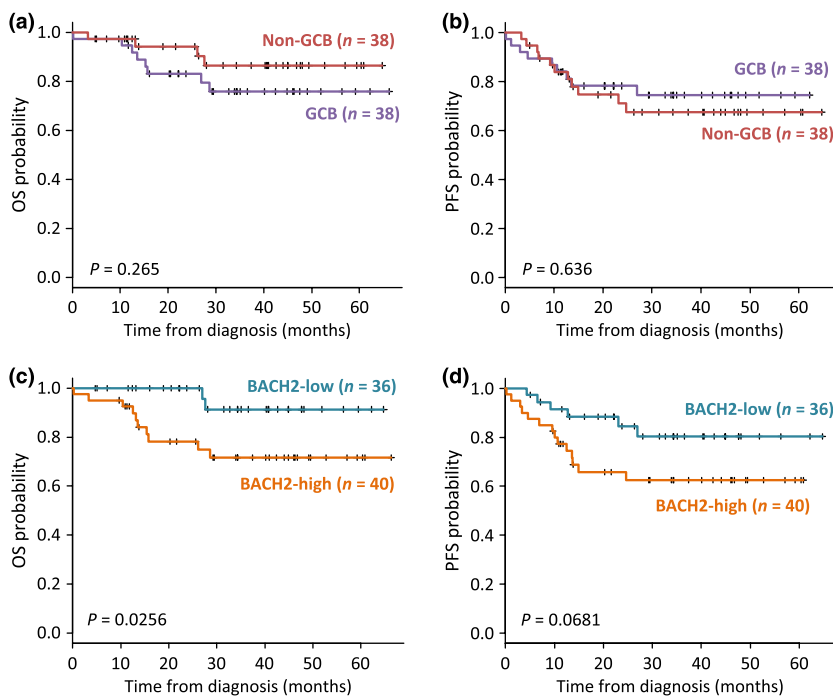 (a)
1.0
0.8
0.6
0.4
0.2
0.0
OS probability
Non-GCB (n = 38)
GCB (n = 38)
P = 0.265
0 10 20 30 40 50 60
Time from diagnosis (months)
(b)
1.0
0.8
0.6
0.4
0.2
0.0
PFS probability
GCB (n = 38)
Non-GCB (n = 38)
P = 0.636
0 10 20 30 40 50 60
Time from diagnosis (months)
(c)
1.0
0.8
0.6
0.4
0.2
0.0
OS probability
BACH2-low (n = 36)
BACH2-high (n = 40)
P = 0.0256
0 10 20 30 40 50 60
Time from diagnosis (months)
(d)
1.0
0.8
0.6
0.4
0.2
0.0
PFS probability
BACH2-low (n = 36)
BACH2-high (n = 40)
P = 0.0681
0 10 20 30 40 50 60
Time from diagnosis (months)